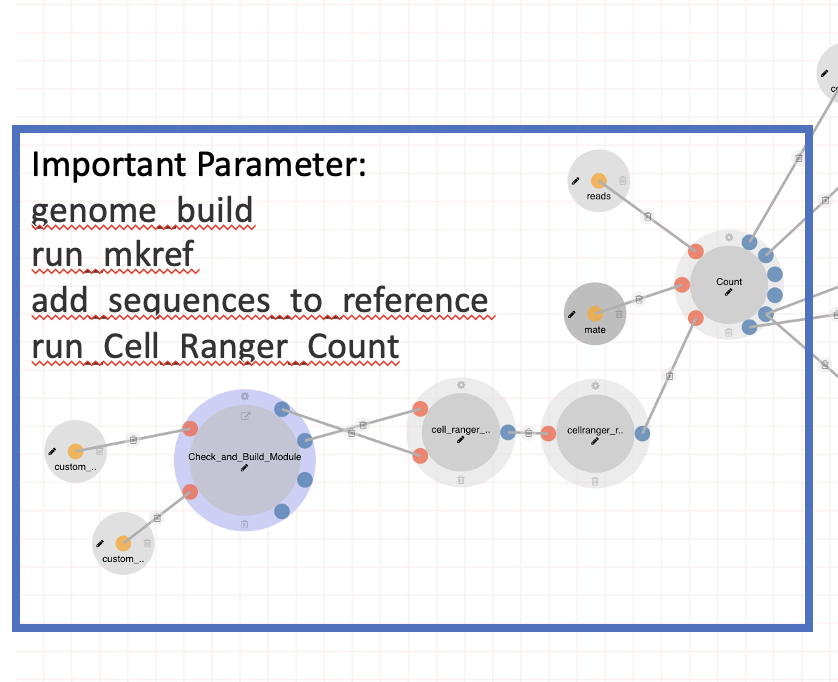 Important Parameter:
genome_build
run_mkref
add_sequences_to_reference
run_Cell_Ranger_Count
reads
Count
mate
cell_ranger_..
cellranger_r..
Check_and_Build_Module
custom_..
custom_..